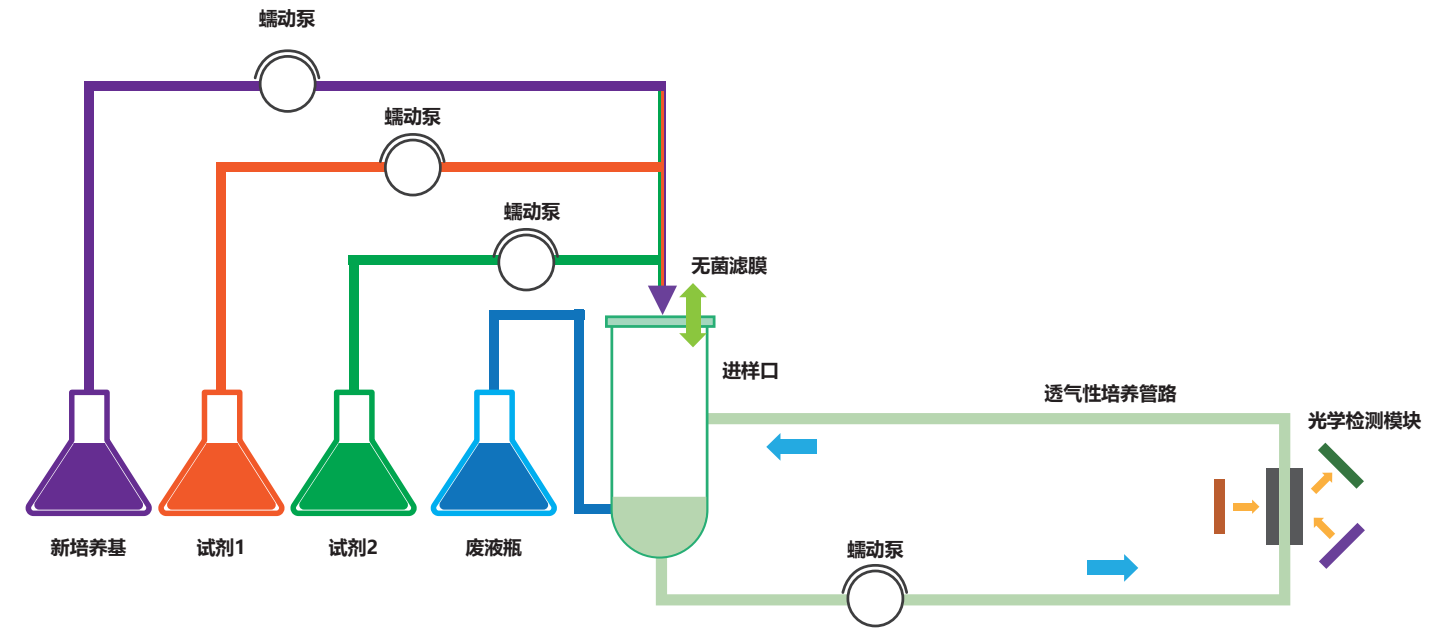 蠕动泵
蠕动泵
蠕动泵
无菌滤膜
进样口
透气性培养管路
光学检测模块
新培养基
试剂1
试剂2
废液瓶
蠕动泵